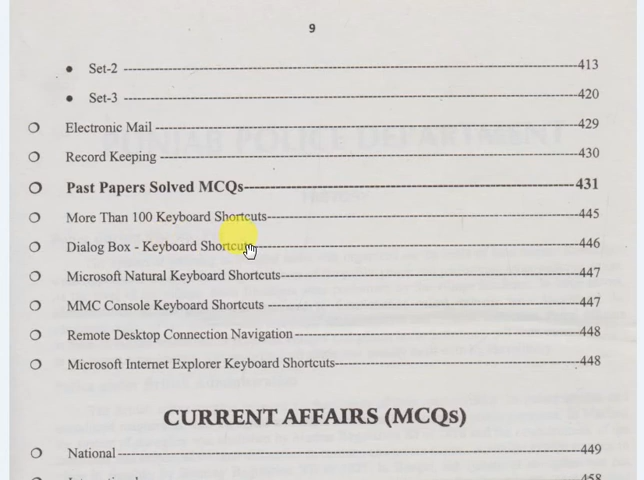 9
• Set-2 ---413
• Set-3 ---420
Electronic Mail ---429
Record Keeping ---430
Past Papers Solved MCQs---431
More Than 100 Keyboard Shortcuts---445
Dialog Box - Keyboard Shortcuts---446
Microsoft Natural Keyboard Shortcuts---447
MMC Console Keyboard Shortcuts ---447
Remote Desktop Connection Navigation ---448
Microsoft Internet Explorer Keyboard Shortcuts---448
CURRENT AFFAIRS (MCQs)
National ---449
458